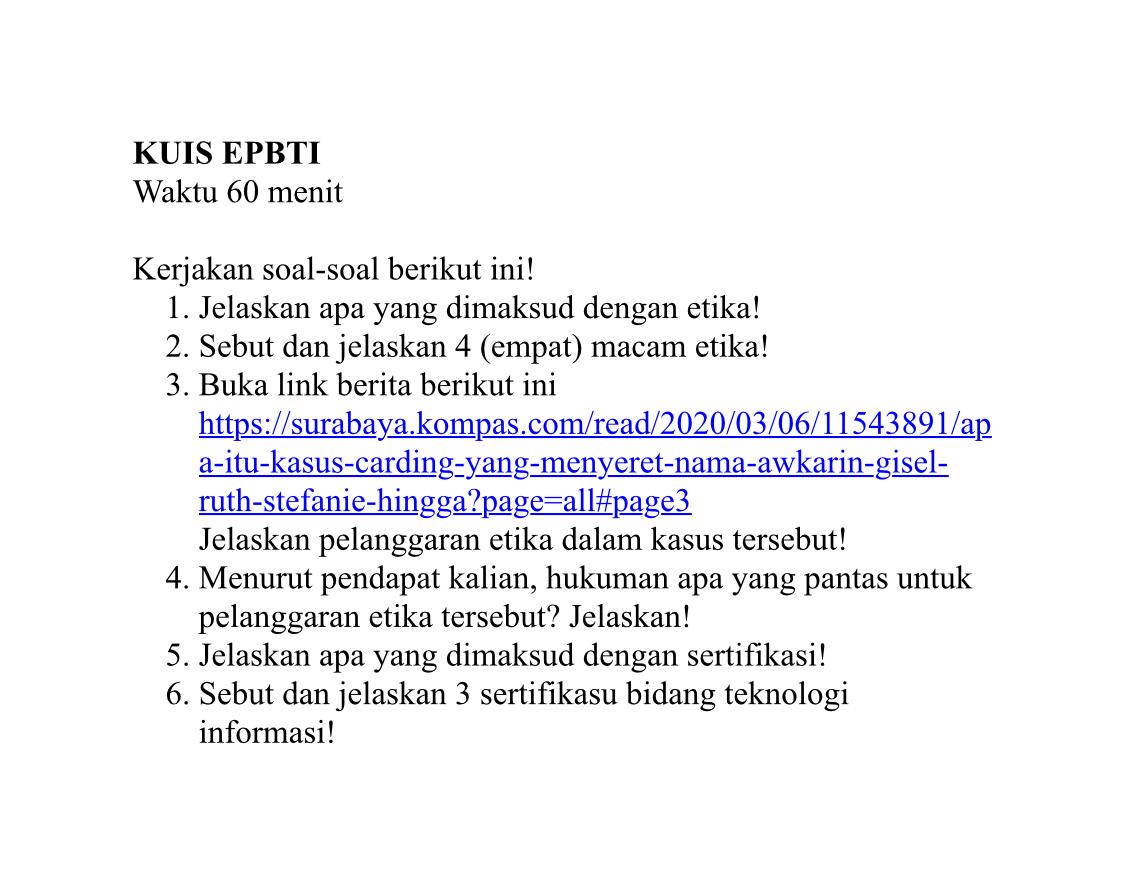 KUIS EPBTI
Waktu 60 menit
Kerjakan soal-soal berikut ini!
1. Jelaskan apa yang dimaksud dengan etika!
2. Sebut dan jelaskan 4 (empat) macam etika!
3. Buka link berita berikut ini
https://surabaya.kompas.com/read/2020/03/06/11543891/ap
a-itu-kasus-carding-yang-menyeret-nama-awkarin-gisel-
ruth-stefanie-hingga?page=all#page3
Jelaskan pelanggaran etika dalam kasus tersebut!
4. Menurut pendapat kalian, hukuman apa yang pantas untuk
pelanggaran etika tersebut? Jelaskan!
5. Jelaskan apa yang dimaksud dengan sertifikasi!
6. Sebut dan jelaskan 3 sertifikasu bidang teknologi
informasi!